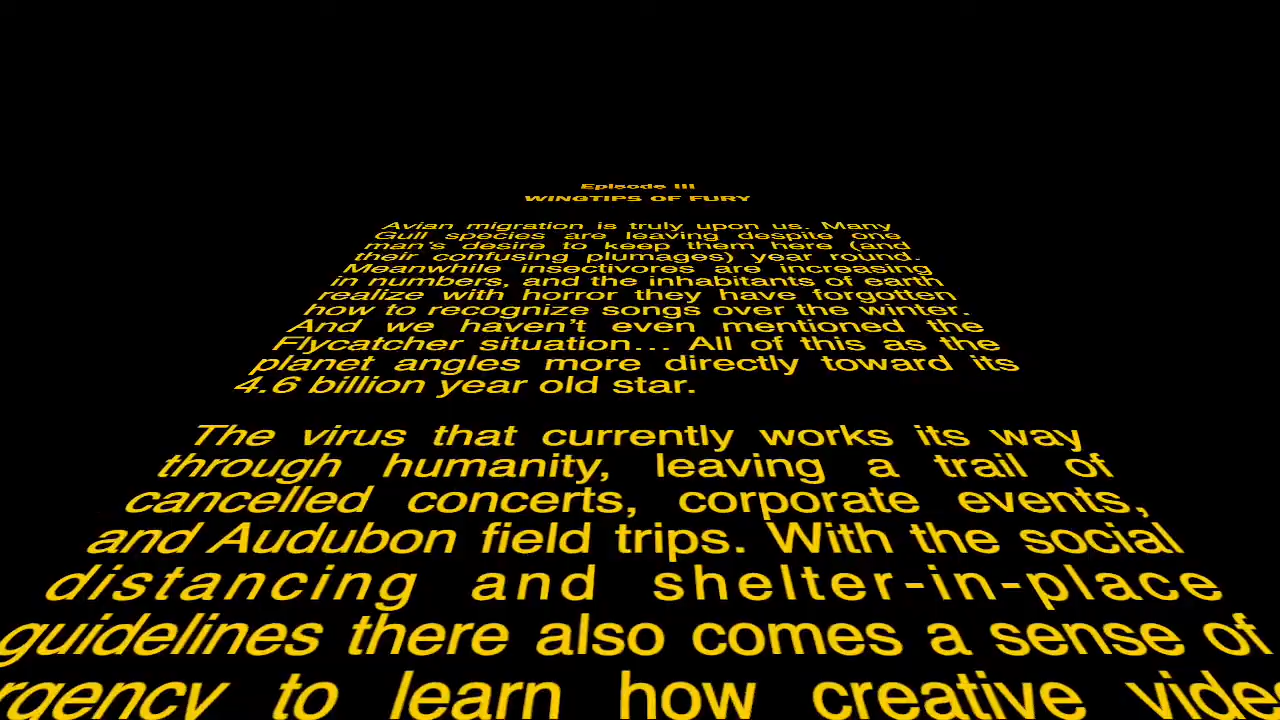 Episode III
WINGTIPS OF FURY
Avian migration is truly upon us. Many
Gull species are leaving despite one
man's desire to keep them here (and
their confusing plumages) year round.
Meanwhile insectivores are increasing
in numbers, and the inhabitants of earth
realize with horror they have forgotten
how to recognize songs over the winter.
And we haven't even mentioned the
Flycatcher situation... All of this as the
planet angles more directly toward its
4.6 billion year old star.
The virus that currently works its way
through humanity, leaving a trail of
cancelled concerts, corporate events,
and Audubon field trips. With the social
distancing and shelter-in-place
guidelines there also comes a sense of
rgency to learn how creative vide